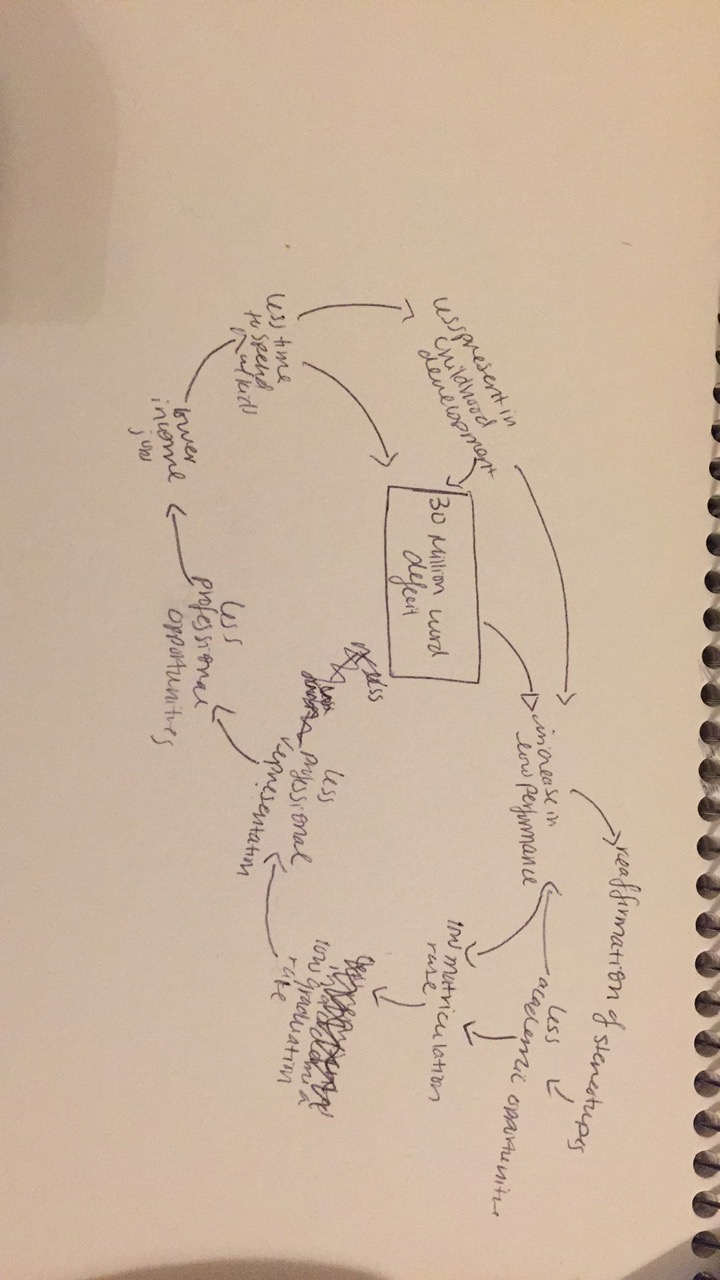 less present in
childhood
development
30 Million word
deficit
increase in
low performance
reaffirmation of stereotypes
less
academic opportunities
low matriculation
rate
low graduation
rate
less
professional
representation
less
less
professional
opportunities
lower
income
jobs
less time
to spend
w/ kids